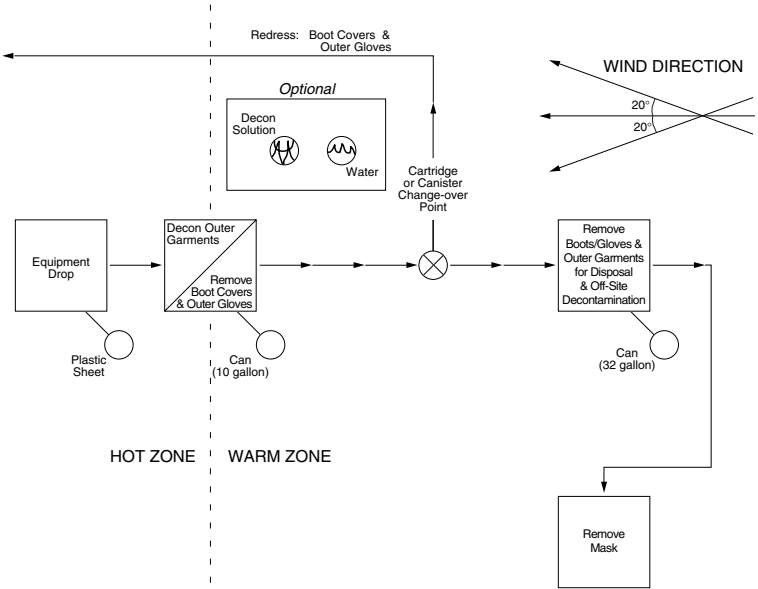 Redress: Boot Covers &
Outer Gloves
WIND DIRECTION
20°
20°
Optional
Decon
Solution
Water
Cartridge
or Canister
Change-over
Point
Equipment
Drop
Decon Outer
Garments
Remove
Boot Covers
& Outer Gloves
Remove
Boots/Gloves &
Outer Garments
for Disposal
& Off-Site
Decontamination
Plastic
Sheet
Can
(10 gallon)
Can
(32 gallon)
HOT ZONE
WARM ZONE
Remove
Mask